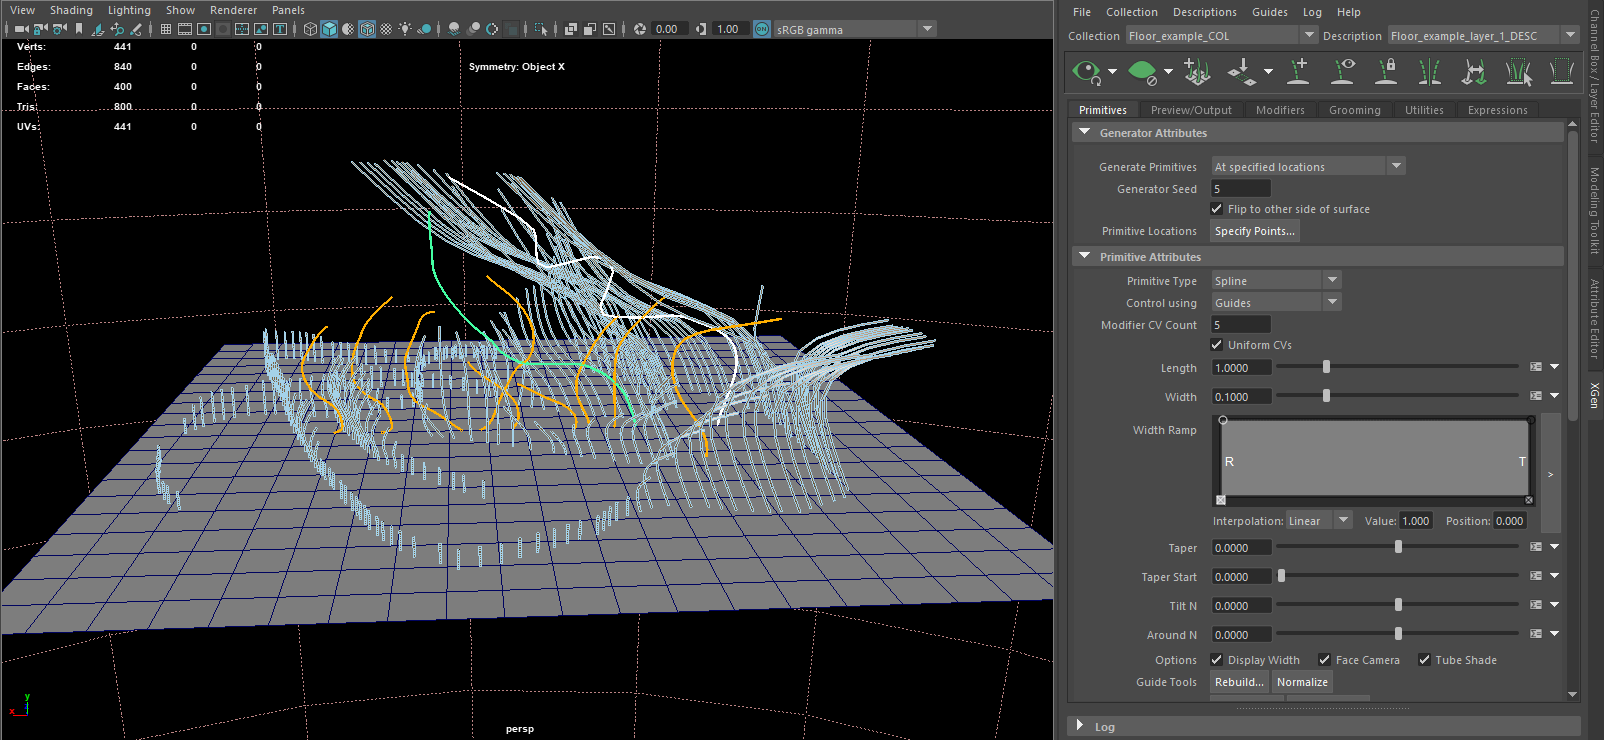 View Shading Lighting Show Renderer Panels
0.00 1.00 ON sRGB gamma
Verts: 441 0 0
Edges: 840 0 0
Faces: 400 0 0
Tris: 800 0 0
UVs: 441 0 0
Symmetry: Object X
y
x
persp
File Collection Descriptions Guides Log Help
Collection Floor_example_COL Description Floor_example_layer_1_DESC
Primitives Preview/Output Modifiers Grooming Utilities Expressions
Generator Attributes
Generate Primitives At specified locations
Generator Seed 5
Flip to other side of surface
Primitive Locations Specify Points...
Primitive Attributes
Primitive Type Spline
Control using Guides
Modifier CV Count 5
Uniform CVs
Length 1.0000
Width 0.1000
Width Ramp
R T
>
Interpolation: Linear Value: 1.000 Position: 0.000
Taper 0.0000
Taper Start 0.0000
Tilt N 0.0000
Around N 0.0000
Options Display Width Face Camera Tube Shade
Guide Tools Rebuild... Normalize
Log
Channel Box / Layer Editor
Modeling Toolkit
Attribute Editor
XGen